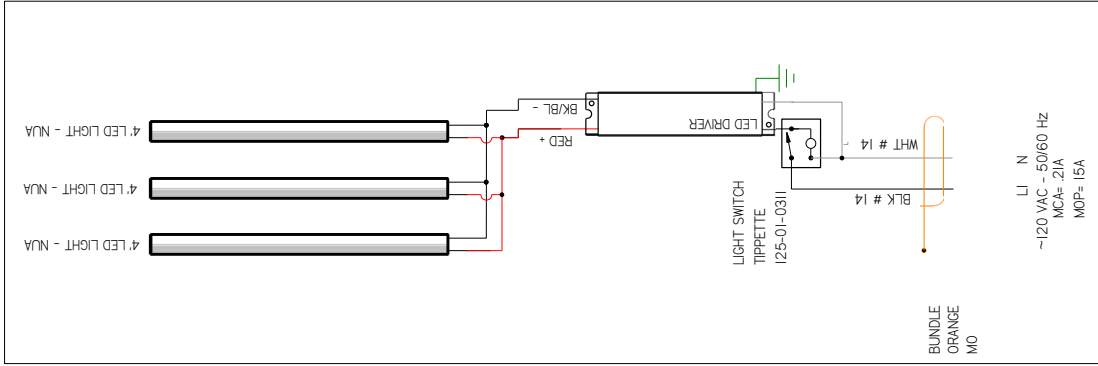 4' LED LIGHT - NUA
4' LED LIGHT - NUA
4' LED LIGHT - NUA
BK/BL -
RED +
LED DRIVER
LIGHT SWITCH
TIPPETTE
125-01-0311
WHT # 14
BLK # 14
BUNDLE
ORANGE
MO
L1 N
~120 VAC - 50/60 Hz
MCA= .21A
MOP= 15A